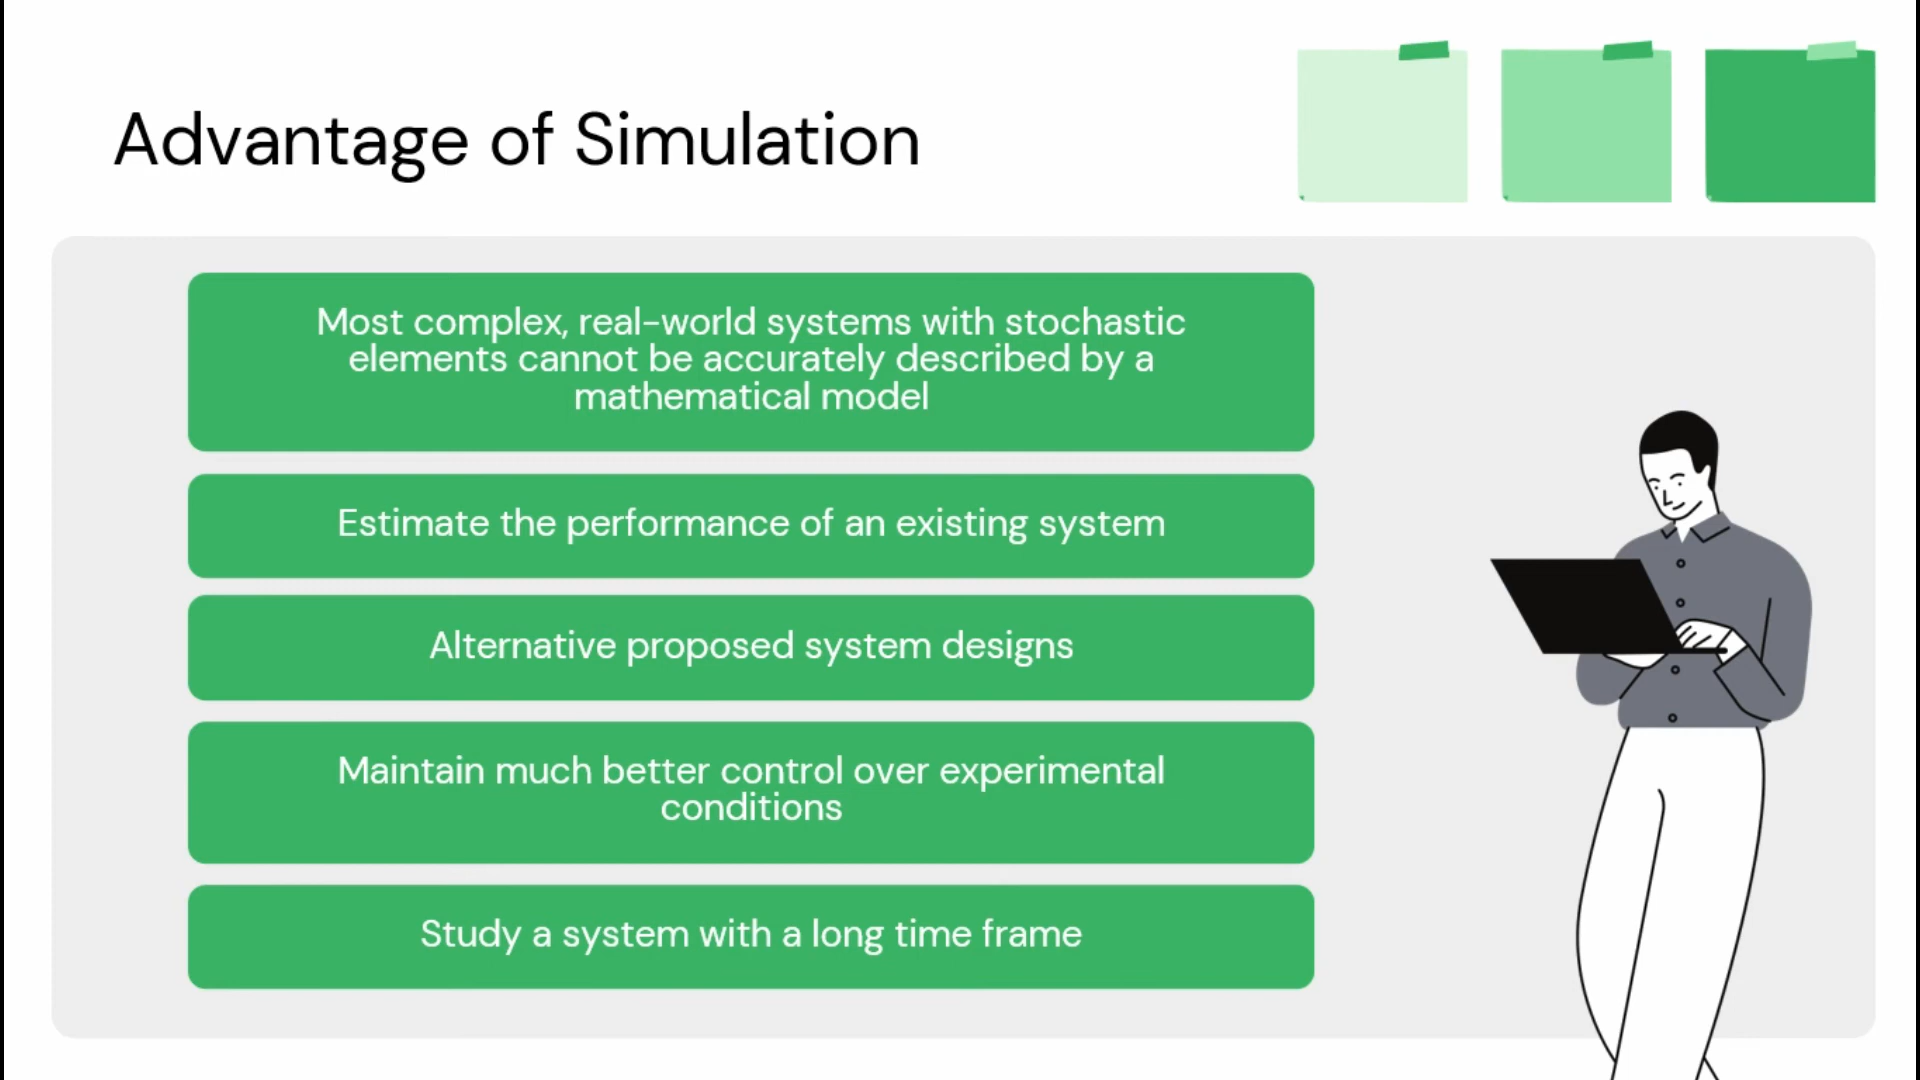 Advantage of Simulation
Most complex, real-world systems with stochastic
elements cannot be accurately described by a
mathematical model
Estimate the performance of an existing system
Alternative proposed system designs
Maintain much better control over experimental
conditions
Study a system with a long time frame